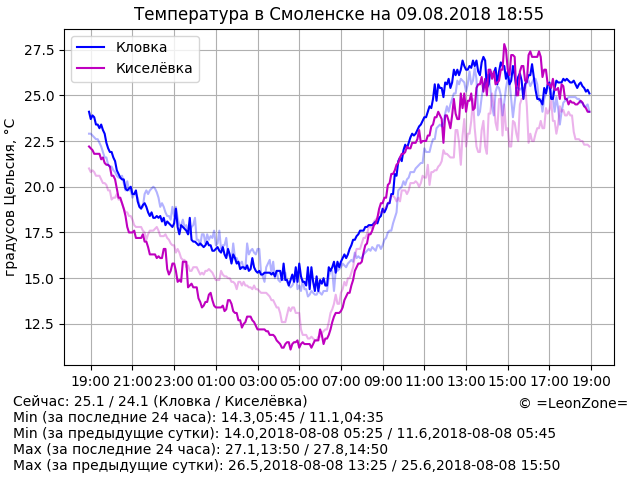 Температура в Смоленске на 09.08.2018 18:55
Кловка
Киселёвка
градусов Цельсия, °C
27.5
25.0
22.5
20.0
17.5
15.0
12.5
19:00 21:00 23:00 01:00 03:00 05:00 07:00 09:00 11:00 13:00 15:00 17:00 19:00
Сейчас: 25.1 / 24.1 (Кловка / Киселёвка)
© =LeonZone=
Min (за последние 24 часа): 14.3,05:45 / 11.1,04:35
Min (за предыдущие сутки): 14.0,2018-08-08 05:25 / 11.6,2018-08-08 05:45
Max (за последние 24 часа): 27.1,13:50 / 27.8,14:50
Max (за предыдущие сутки): 26.5,2018-08-08 13:25 / 25.6,2018-08-08 15:50